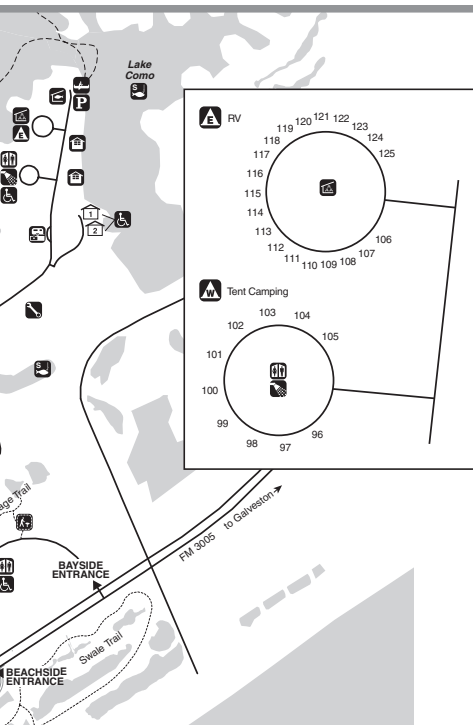 Lake
Como
S
P
E
1
2
S
E
RV
118
119
120
121
122
123
124
125
117
116
115
114
113
112
111
110
109
108
107
106
W
Tent Camping
103
104
102
105
101
100
99
98
97
96
age Trail
FM 3005
to Galveston
BAYSIDE
ENTRANCE
Swale Trail
BEACHSIDE
ENTRANCE